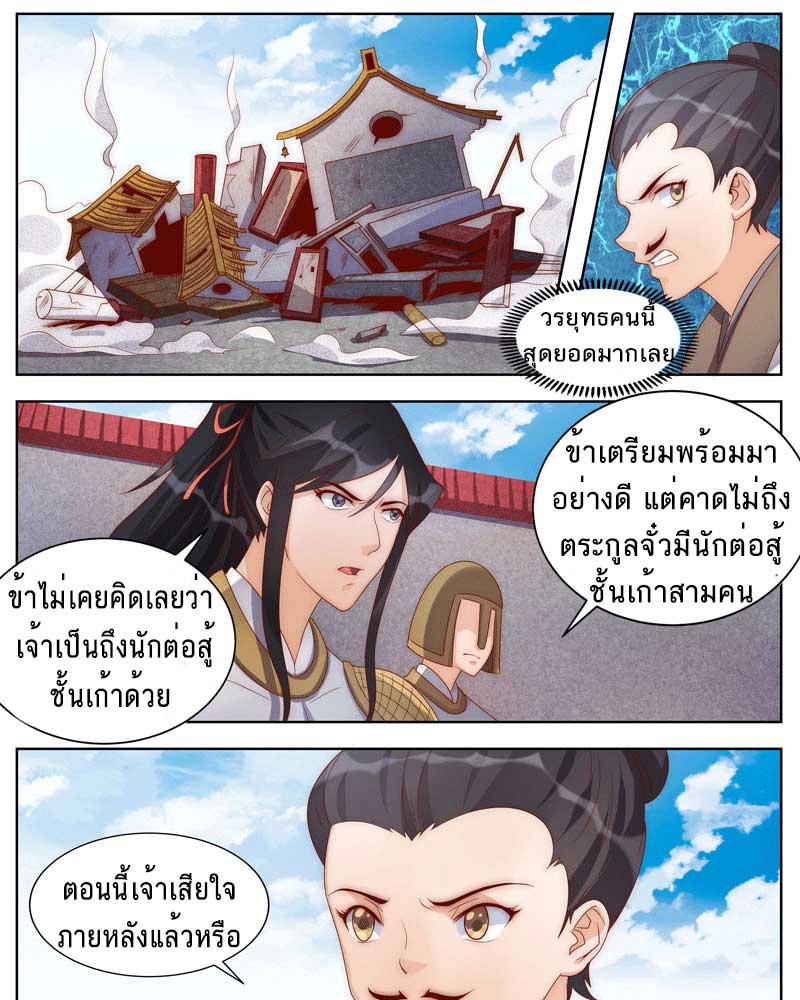 วรยุทธคนนี้
สุดยอดมากเลย
ข้าเตรียมพร้อมมา
อย่างดี แต่คาดไม่ถึง
ตระกูลจั๋วมีนักต่อสู้
ชั้นเก้าสามคน
ข้าไม่เคยคิดเลยว่า
เจ้าเป็นถึงนักต่อสู้
ชั้นเก้าด้วย
ตอนนี้เจ้าเสียใจ
ภายหลังแล้วหรือ